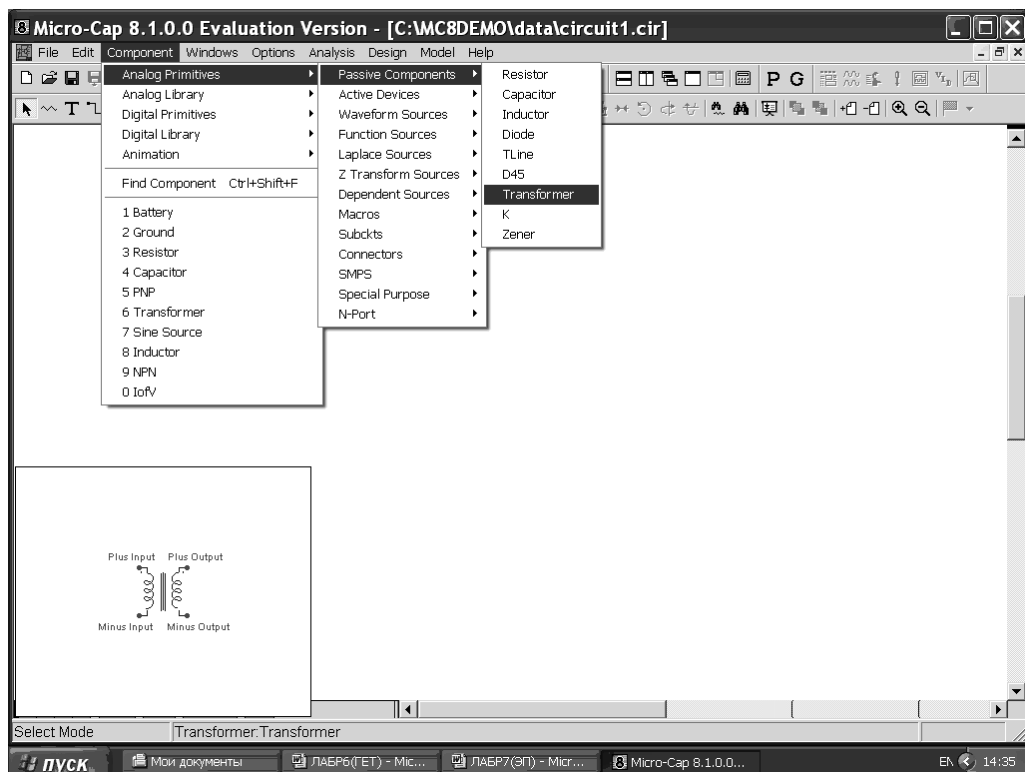 Micro-Cap 8.1.0.0 Evaluation Version - [C:\MC8DEMO\data\circuit1.cir]
File Edit Component Windows Options Analysis Design Model Help
P G
T
Analog Primitives
Analog Library
Digital Primitives
Digital Library
Animation
Find Component Ctrl+Shift+F
1 Battery
2 Ground
3 Resistor
4 Capacitor
5 PNP
6 Transformer
7 Sine Source
8 Inductor
9 NPN
0 IofV
Passive Components
Active Devices
Waveform Sources
Function Sources
Laplace Sources
Z Transform Sources
Dependent Sources
Macros
Subckts
Connectors
SMPS
Special Purpose
N-Port
Resistor
Capacitor
Inductor
Diode
TLine
D45
Transformer
K
Zener
Plus Input Plus Output
Minus Input Minus Output
Select Mode Transformer:Transformer
пуск Мои документы ЛАБР6(ГЕТ) - Mic... ЛАБР7(ЭП) - Micr... Micro-Cap 8.1.0.0... EN 14:35